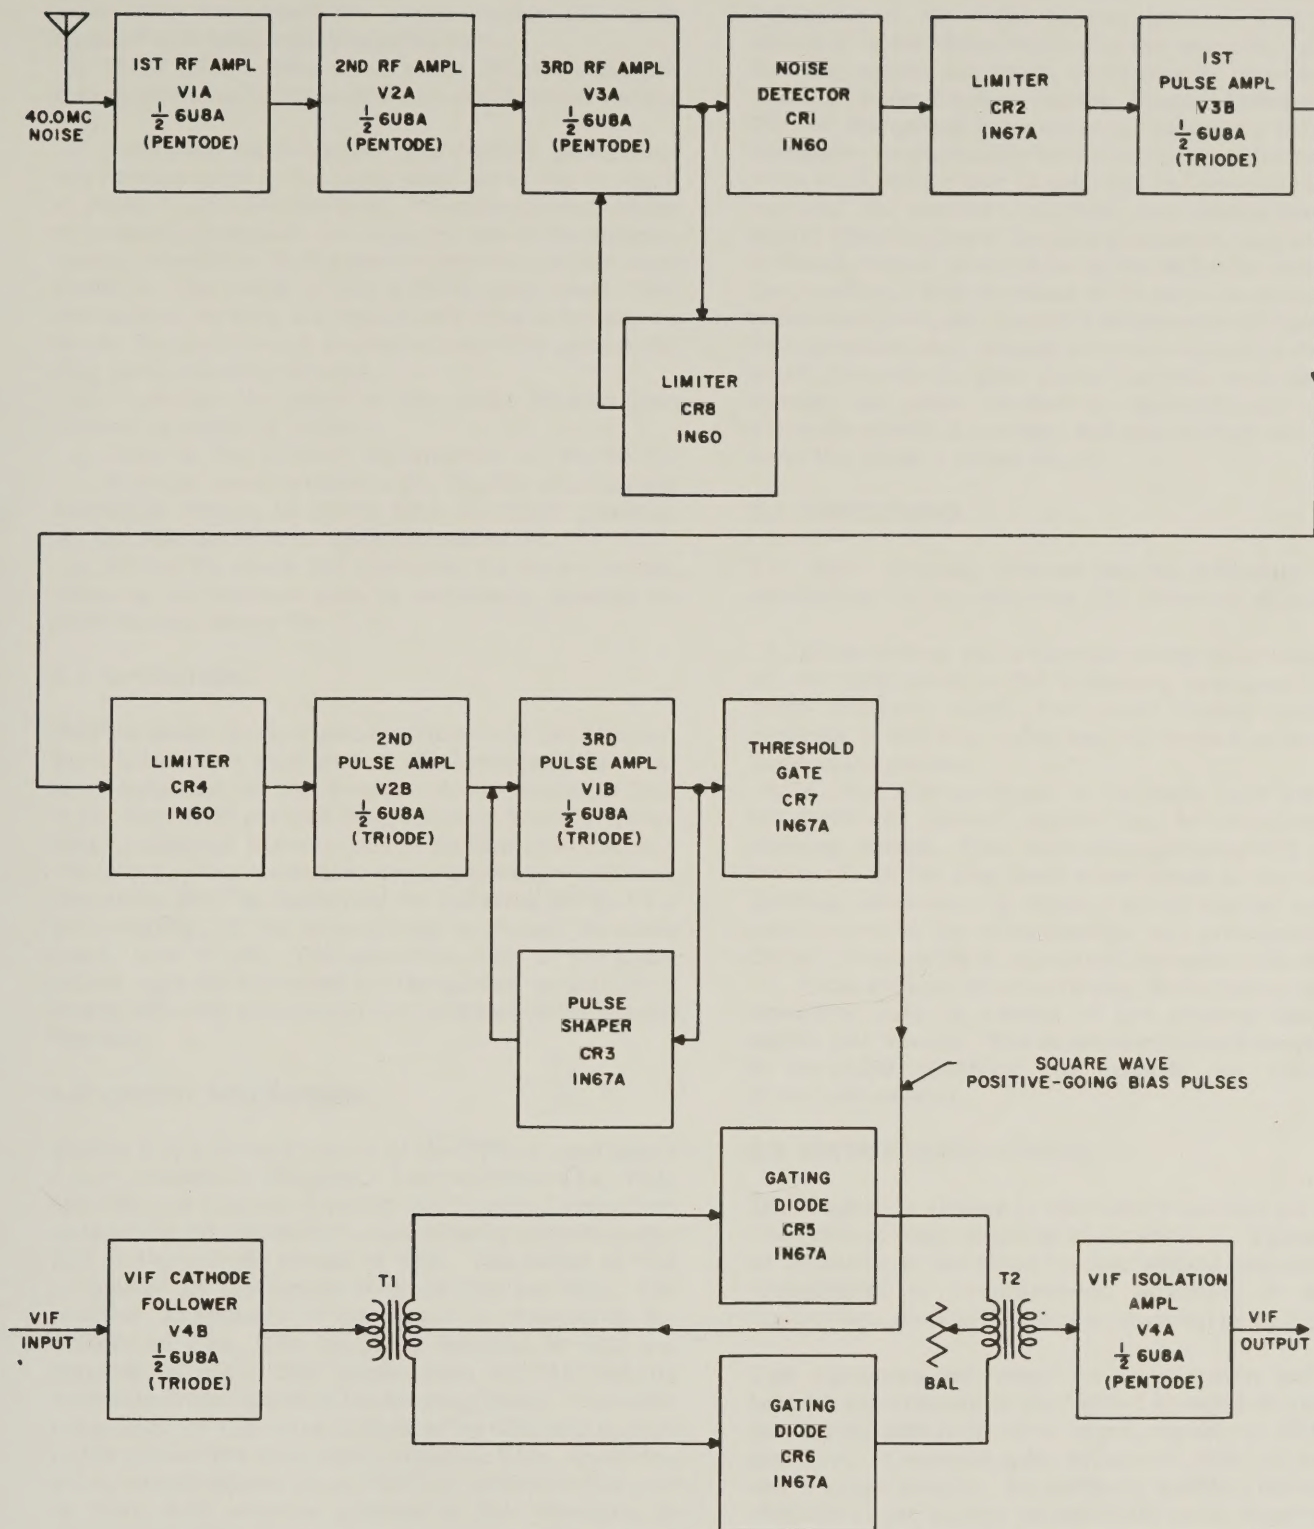 40.0MC
NOISE
1ST RF AMPL
V1A
1/2 6U8A
(PENTODE)
2ND RF AMPL
V2A
1/2 6U8A
(PENTODE)
3RD RF AMPL
V3A
1/2 6U8A
(PENTODE)
NOISE
DETECTOR
CR1
IN60
LIMITER
CR2
IN67A
1ST
PULSE AMPL
V3B
1/2 6U8A
(TRIODE)
LIMITER
CR8
IN60
LIMITER
CR4
IN60
2ND
PULSE AMPL
V2B
1/2 6U8A
(TRIODE)
3RD
PULSE AMPL
V1B
1/2 6U8A
(TRIODE)
THRESHOLD
GATE
CR7
IN67A
PULSE
SHAPER
CR3
IN67A
SQUARE WAVE
POSITIVE-GOING BIAS PULSES
GATING
DIODE
CR5
IN67A
VIF
INPUT
VIF CATHODE
FOLLOWER
V4B
1/2 6U8A
(TRIODE)
T1
BAL
T2
VIF ISOLATION
AMPL
V4A
1/2 6U8A
(PENTODE)
VIF
OUTPUT
GATING
DIODE
CR6
IN67A